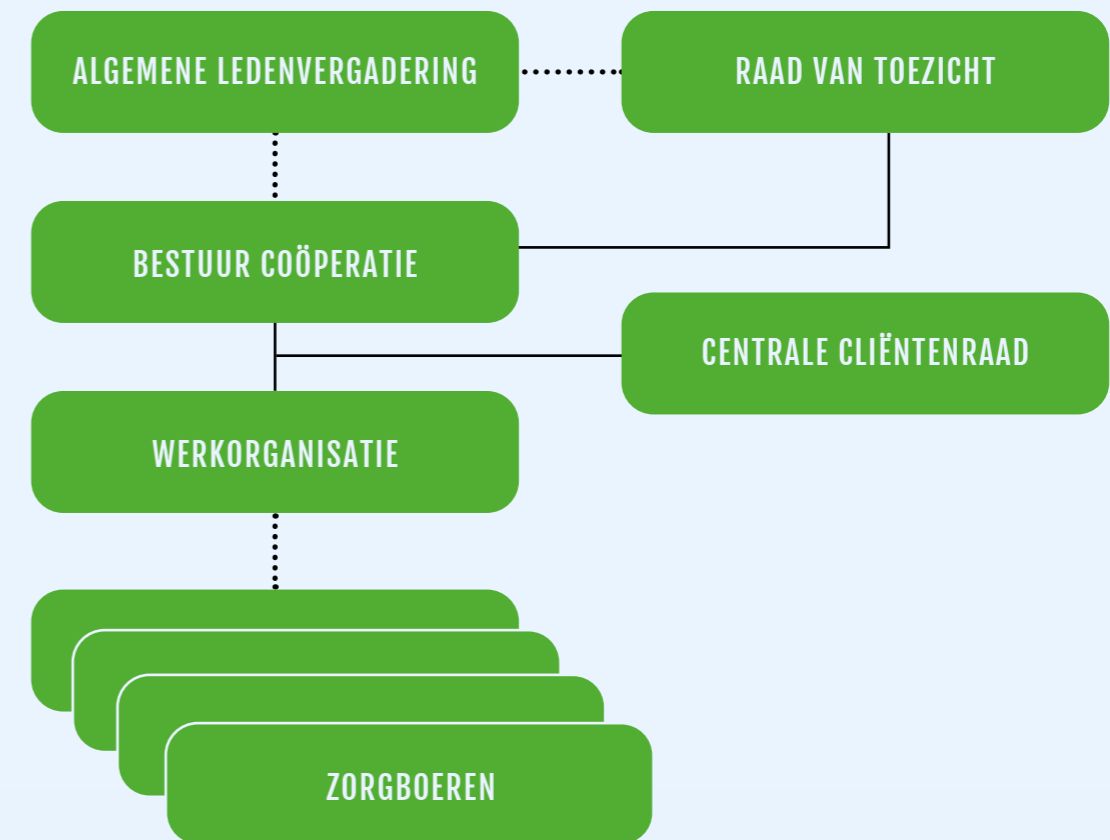 ALGEMENE LEDENVERGADERING
RAAD VAN TOEZICHT
BESTUUR COÖPERATIE
CENTRALE CLIËNTENRAAD
WERKORGANISATIE
ZORGBOEREN